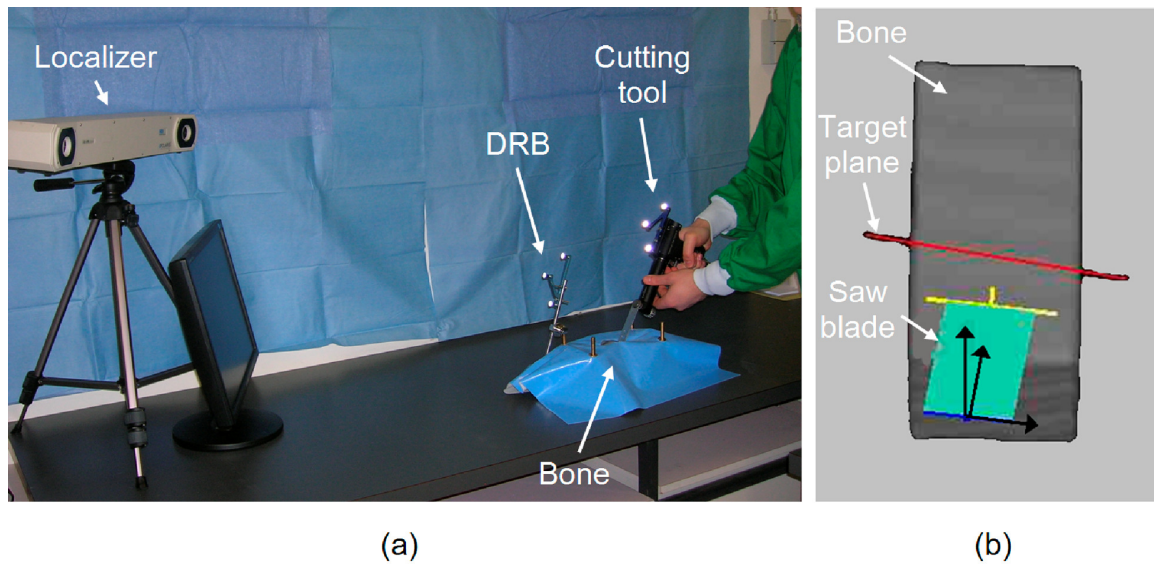 Localizer
Cutting
tool
DRB
Bone
Bone
Target
plane
Saw
blade
(a)
(b)